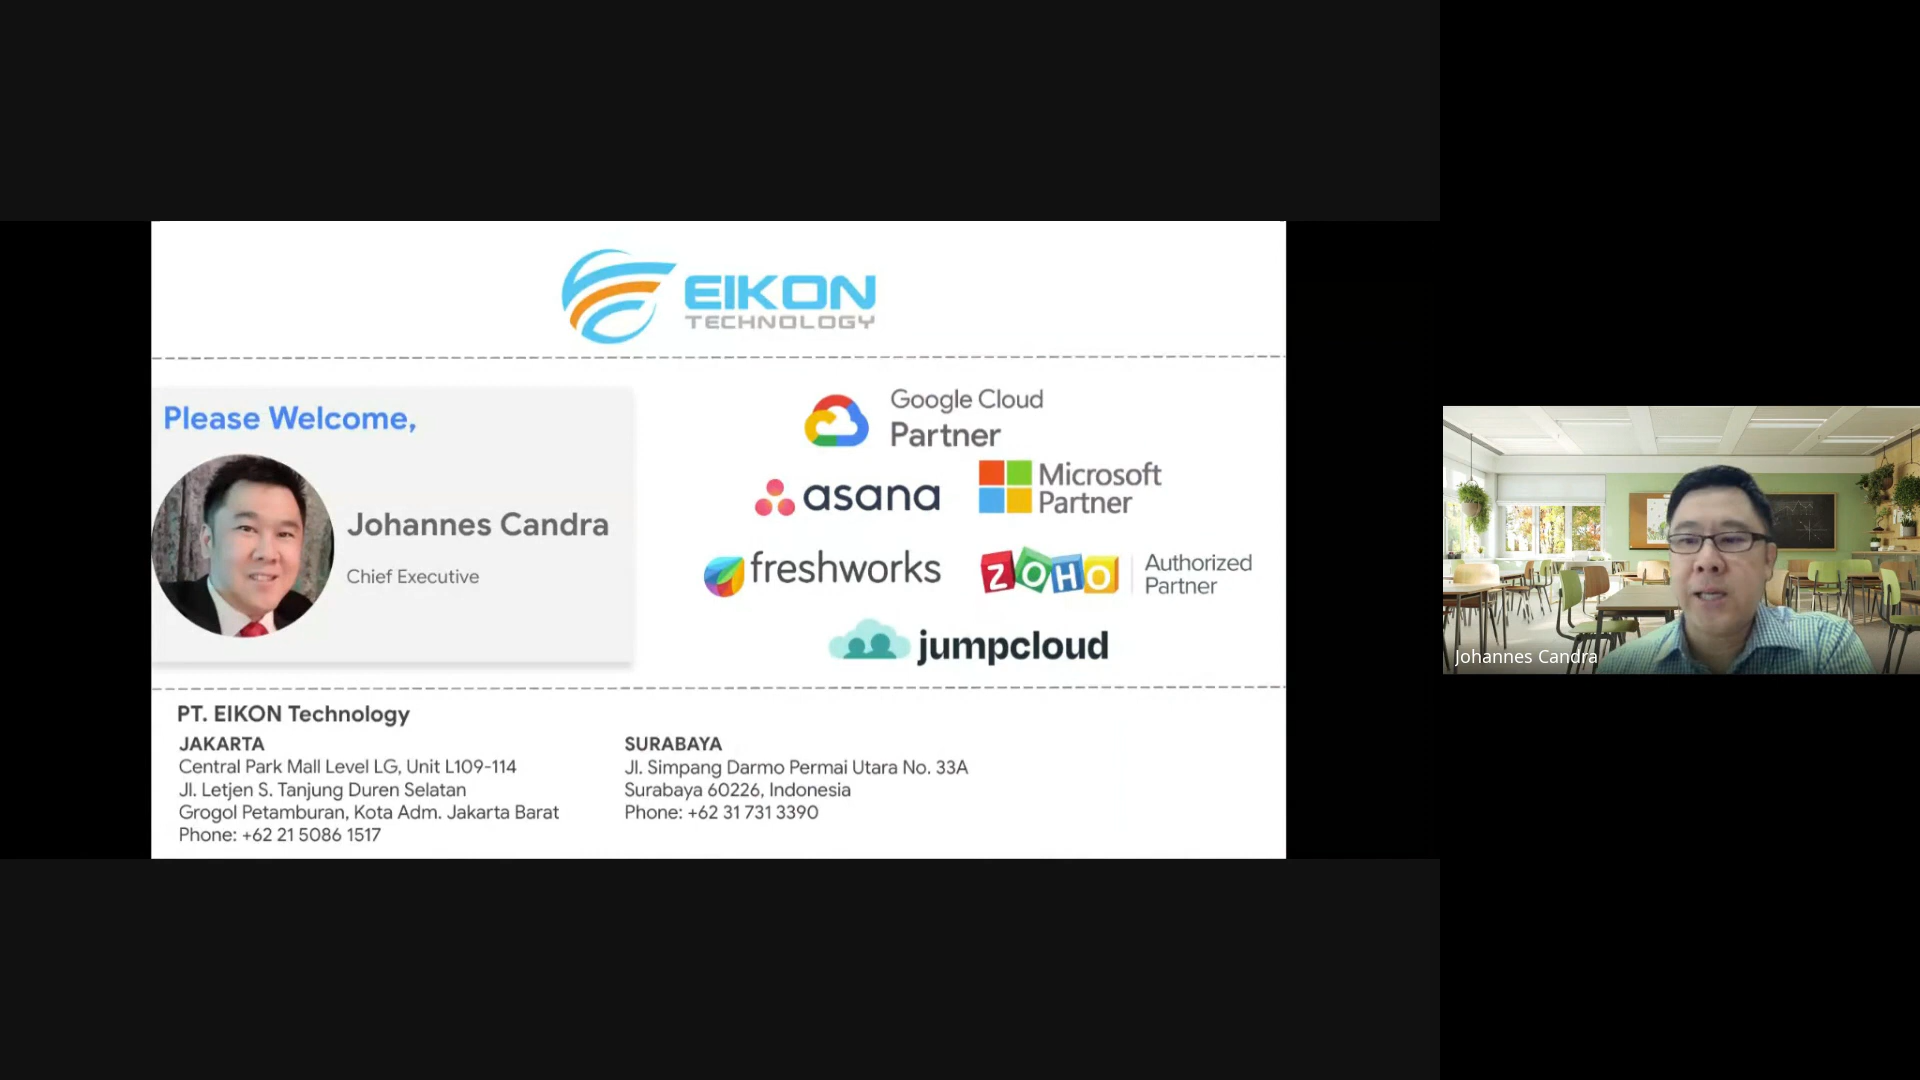 EIKON
TECHNOLOGY
Please Welcome,
Johannes Candra
Chief Executive
Google Cloud
Partner
asana
Microsoft
Partner
freshworks
ZOHO
Authorized
Partner
jumpcloud
PT. EIKON Technology
JAKARTA
Central Park Mall Level LG, Unit L109-114
Jl. Letjen S. Tanjung Duren Selatan
Grogol Petamburan, Kota Adm. Jakarta Barat
Phone: +62 21 5086 1517
SURABAYA
Jl. Simpang Darmo Permai Utara No. 33A
Surabaya 60226, Indonesia
Phone: +62 31 731 3390
Johannes Candra